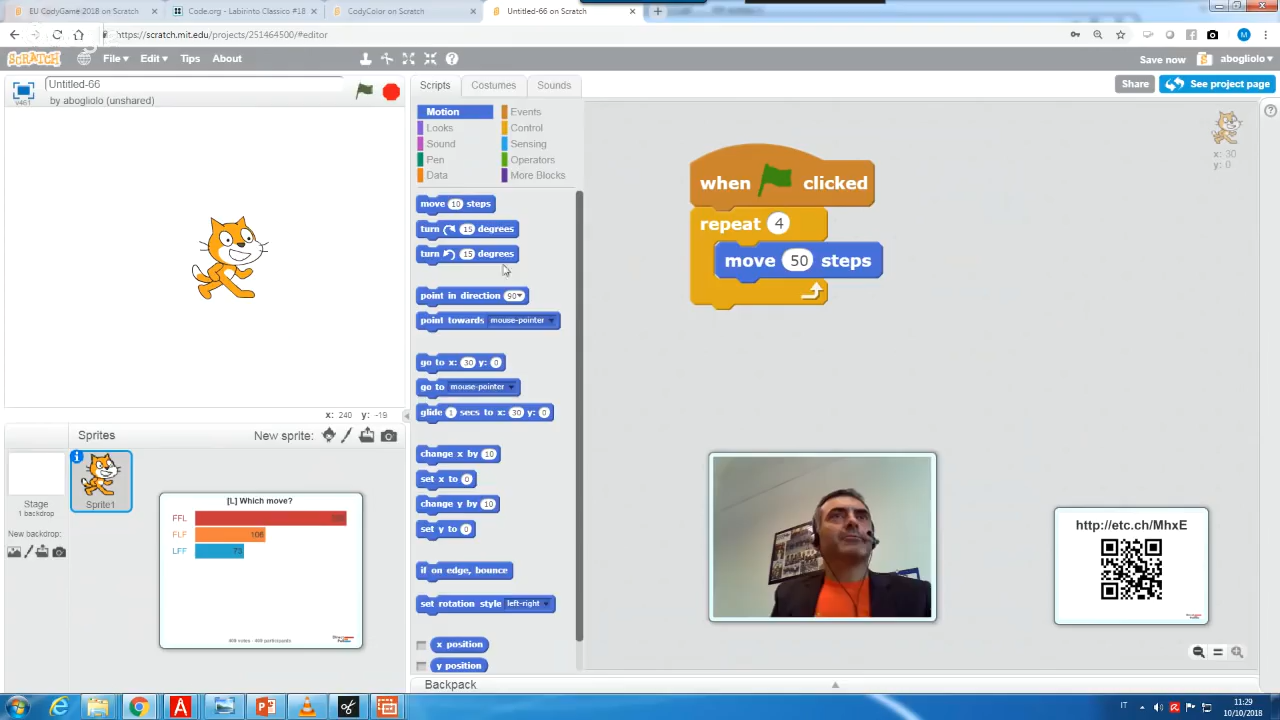 EU CodyGame 2018 on Scratch
Code.org - Labirinto Classico #18
CodyColor on Scratch
Untitled-66 on Scratch
https://scratch.mit.edu/projects/251464500/#editor
M
SCRATCH
File
Edit
Tips
About
Save now
abogliolo
Untitled-66
by abogliolo (unshared)
v461
Scripts
Costumes
Sounds
Share
See project page
Motion
Events
Looks
Control
Sound
Sensing
Pen
Operators
Data
More Blocks
move 10 steps
turn 15 degrees
turn 15 degrees
point in direction 90
point towards mouse-pointer
go to x: 30 y: 0
go to mouse-pointer
glide 1 secs to x: 30 y: 0
change x by 10
set x to 0
change y by 10
set y to 0
if on edge, bounce
set rotation style left-right
x position
y position
when clicked
repeat 4
move 50 steps
x: 30
y: 0
x: 240 y: -19
Sprites
New sprite:
Stage
1 backdrop
New backdrop:
Sprite1
[L] Which move?
FFL
FLF 106
LFF 73
http://etc.ch/MhxE
Backpack
IT
11:29
10/10/2018